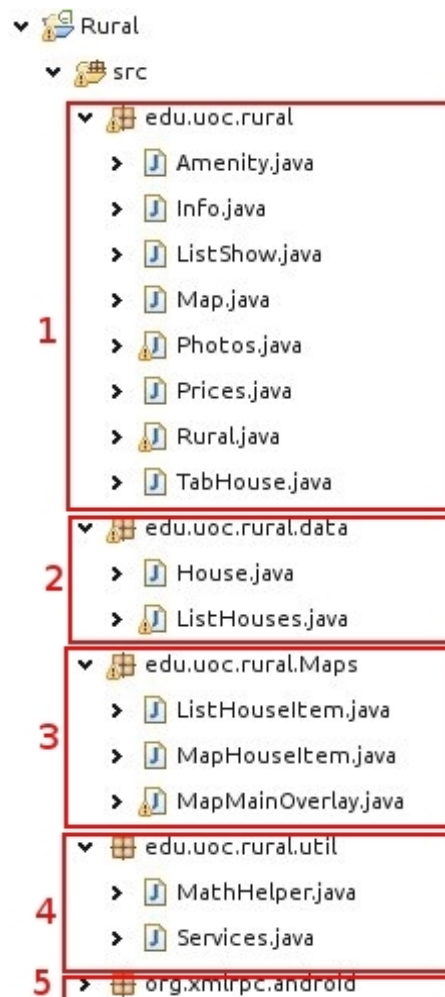 Rural
src
edu.uoc.rural
Amenity.java
Info.java
ListShow.java
Map.java
1
Photos.java
Prices.java
Rural.java
TabHouse.java
edu.uoc.rural.data
2
House.java
ListHouses.java
edu.uoc.rural.Maps
ListHouseItem.java
3
MapHouseItem.java
MapMainOverlay.java
edu.uoc.rural.util
MathHelper.java
4
Services.java
5
org.xmlrpc.android